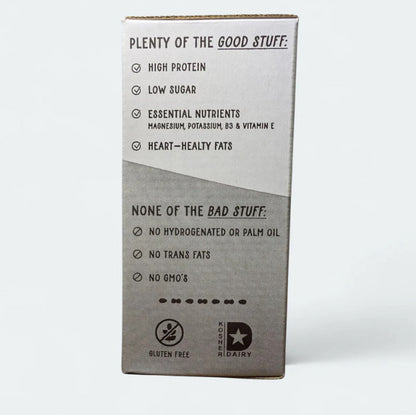 PLENTY OF THE GOOD STUFF:
HIGH PROTEIN
LOW SUGAR
ESSENTIAL NUTRIENTS
MAGNESIUM, POTASSIUM, B3 & VITAMIN E
HEART-HEALTY FATS
NONE OF THE BAD STUFF:
NO HYDROGENATED OR PALM OIL
NO TRANS FATS
NO GMO'S
GLUTEN FREE
KOSHER
D
DAIRY